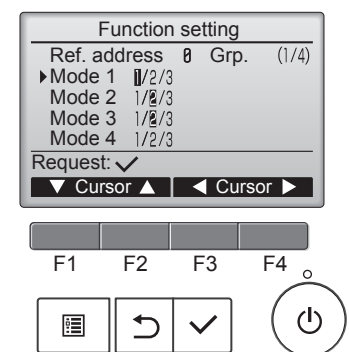 Function setting
Ref. address 0 Grp. (1/4)
Mode 1 1/2/3
Mode 2 1/2/3
Mode 3 1/2/3
Mode 4 1/2/3
Request: ✓
▼ Cursor ▲ ◀ Cursor ▶
F1 F2 F3 F4